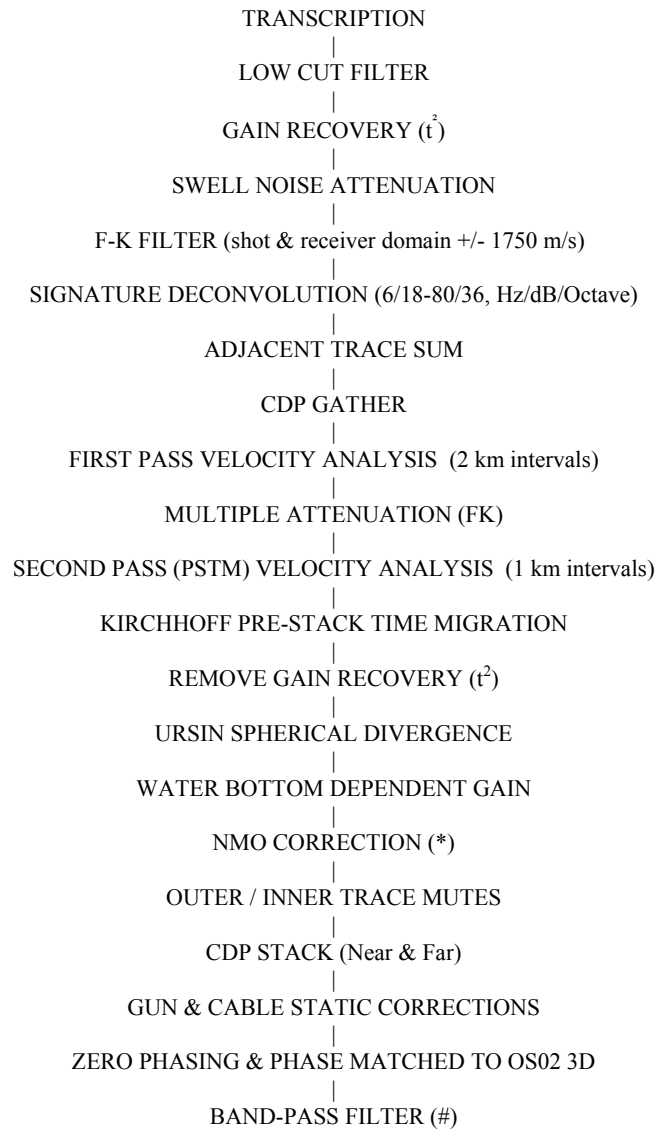 TRANSCRIPTION
|
LOW CUT FILTER
|
GAIN RECOVERY (t²)
|
SWELL NOISE ATTENUATION
|
F-K FILTER (shot & receiver domain +/- 1750 m/s)
|
SIGNATURE DECONVOLUTION (6/18-80/36, Hz/dB/Octave)
|
ADJACENT TRACE SUM
|
CDP GATHER
|
FIRST PASS VELOCITY ANALYSIS (2 km intervals)
|
MULTIPLE ATTENUATION (FK)
|
SECOND PASS (PSTM) VELOCITY ANALYSIS (1 km intervals)
|
KIRCHHOFF PRE-STACK TIME MIGRATION
|
REMOVE GAIN RECOVERY (t²)
|
URSIN SPHERICAL DIVERGENCE
|
WATER BOTTOM DEPENDENT GAIN
|
NMO CORRECTION (*)
|
OUTER / INNER TRACE MUTES
|
CDP STACK (Near & Far)
|
GUN & CABLE STATIC CORRECTIONS
|
ZERO PHASING & PHASE MATCHED TO OS02 3D
|
BAND-PASS FILTER (#)